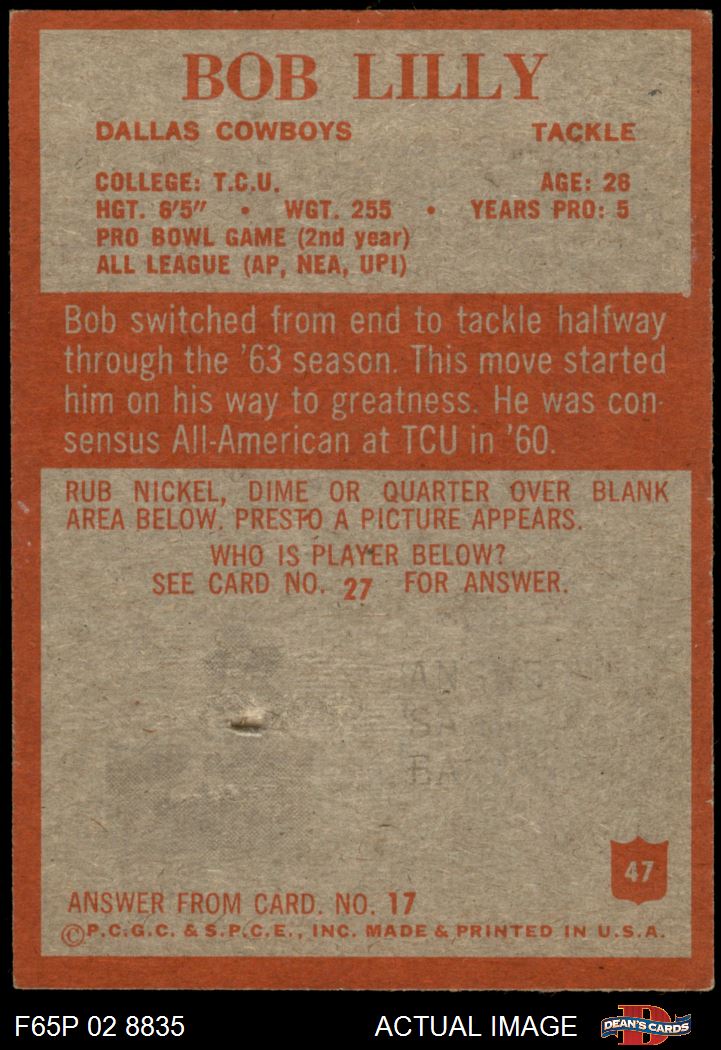 BOB LILLY
DALLAS COWBOYS TACKLE
COLLEGE: T.C.U. AGE: 26
HGT. 6'5" • WGT. 255 • YEARS PRO: 5
PRO BOWL GAME (2nd year)
ALL LEAGUE (AP, NEA, UPI)
Bob switched from end to tackle halfway
through the '63 season. This move started
him on his way to greatness. He was con-
sensus All-American at TCU in '60.
RUB NICKEL, DIME OR QUARTER OVER BLANK
AREA BELOW. PRESTO A PICTURE APPEARS.
WHO IS PLAYER BELOW?
SEE CARD NO. 27 FOR ANSWER.
47
ANSWER FROM CARD. NO. 17
©P.C.G.C. & S.P.C.E., INC. MADE & PRINTED IN U.S.A.
F65P 02 8835 ACTUAL IMAGE DEAN'S CARDS